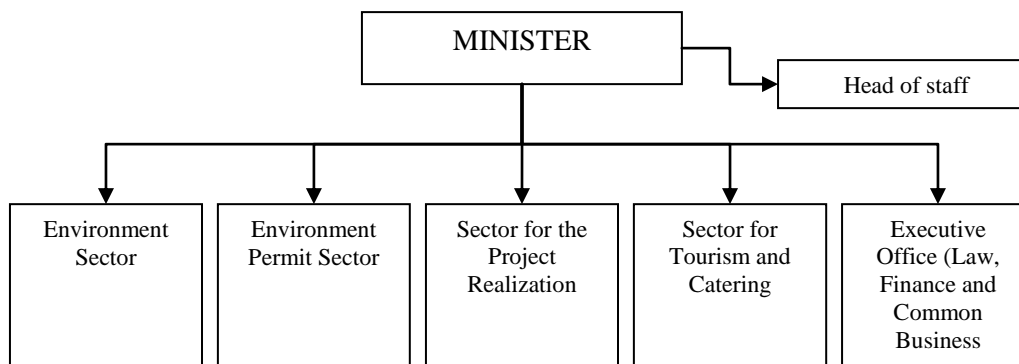 MINISTER
Head of staff
Environment
Sector
Environment
Permit Sector
Sector for the
Project
Realization
Sector for
Tourism and
Catering
Executive
Office (Law,
Finance and
Common
Business